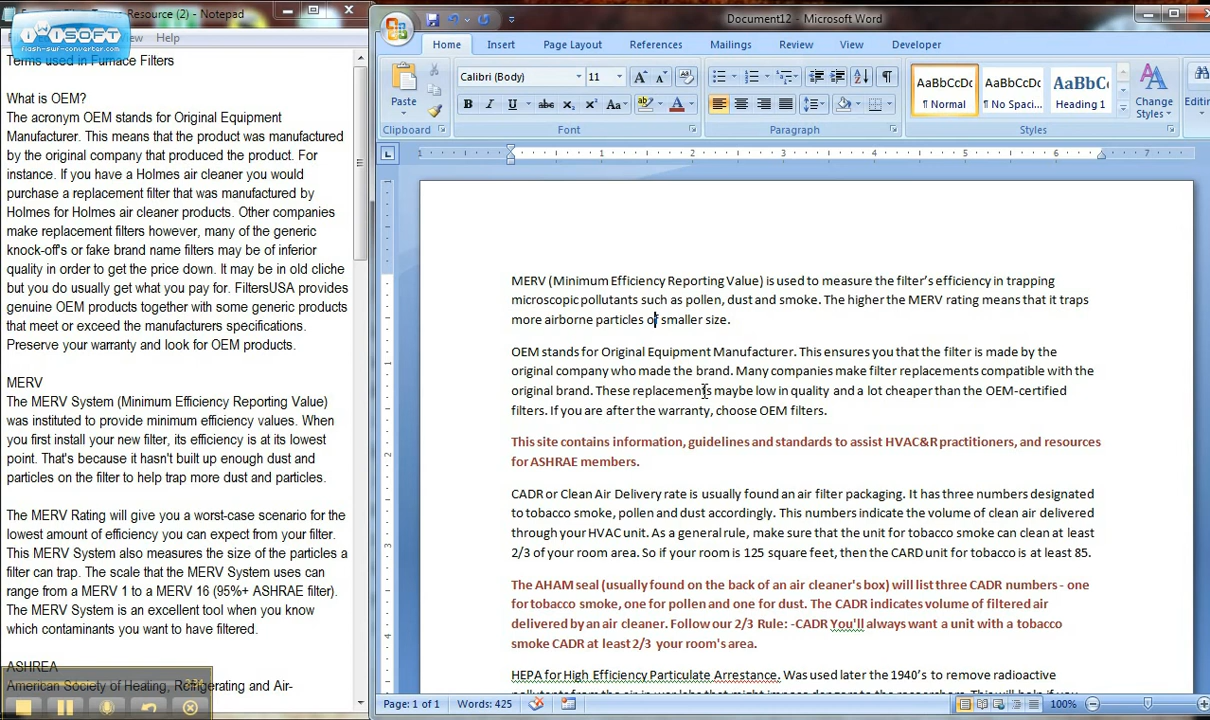 Resource (2) - Notepad
View Help
iWiSOFT
flash-swf-converter.com
Terms used in Furnace Filters
What is OEM?
The acronym OEM stands for Original Equipment
Manufacturer. This means that the product was manufactured
by the original company that produced the product. For
instance. If you have a Holmes air cleaner you would
purchase a replacement filter that was manufactured by
Holmes for Holmes air cleaner products. Other companies
make replacement filters however, many of the generic
knock-off's or fake brand name filters may be of inferior
quality in order to get the price down. It may be in old cliche
but you do usually get what you pay for. FiltersUSA provides
genuine OEM products together with some generic products
that meet or exceed the manufacturers specifications.
Preserve your warranty and look for OEM products.
MERV
The MERV System (Minimum Efficiency Reporting Value)
was instituted to provide minimum efficiency values. When
you first install your new filter, its efficiency is at its lowest
point. That's because it hasn't built up enough dust and
particles on the filter to help trap more dust and particles.
The MERV Rating will give you a worst-case scenario for the
lowest amount of efficiency you can expect from your filter.
This MERV System also measures the size of the particles a
filter can trap. The scale that the MERV System uses can
range from a MERV 1 to a MERV 16 (95%+ ASHRAE filter).
The MERV System is an excellent tool when you know
which contaminants you want to have filtered.
ASHREA
American Society of Heating, Refrigerating and Air-
Document12 - Microsoft Word
Home Insert Page Layout References Mailings Review View Developer
Calibri (Body) 11
Paste
AaBbCcDc AaBbCcDc AaBbCc
¶ Normal ¶ No Spaci... Heading 1
Change
Styles
Editi
Clipboard Font Paragraph Styles
1 1 2 3 4 5 6 7
MERV (Minimum Efficiency Reporting Value) is used to measure the filter's efficiency in trapping
microscopic pollutants such as pollen, dust and smoke. The higher the MERV rating means that it traps
more airborne particles of smaller size.
OEM stands for Original Equipment Manufacturer. This ensures you that the filter is made by the
original company who made the brand. Many companies make filter replacements compatible with the
original brand. These replacements maybe low in quality and a lot cheaper than the OEM-certified
filters. If you are after the warranty, choose OEM filters.
This site contains information, guidelines and standards to assist HVAC&R practitioners, and resources
for ASHRAE members.
CADR or Clean Air Delivery rate is usually found an air filter packaging. It has three numbers designated
to tobacco smoke, pollen and dust accordingly. This numbers indicate the volume of clean air delivered
through your HVAC unit. As a general rule, make sure that the unit for tobacco smoke can clean at least
2/3 of your room area. So if your room is 125 square feet, then the CARD unit for tobacco is at least 85.
The AHAM seal (usually found on the back of an air cleaner's box) will list three CADR numbers - one
for tobacco smoke, one for pollen and one for dust. The CADR indicates volume of filtered air
delivered by an air cleaner. Follow our 2/3 Rule: -CADR You'll always want a unit with a tobacco
smoke CADR at least 2/3 your room's area.
HEPA for High Efficiency Particulate Arrestance. Was used later the 1940's to remove radioactive
Page: 1 of 1 Words: 425 100%